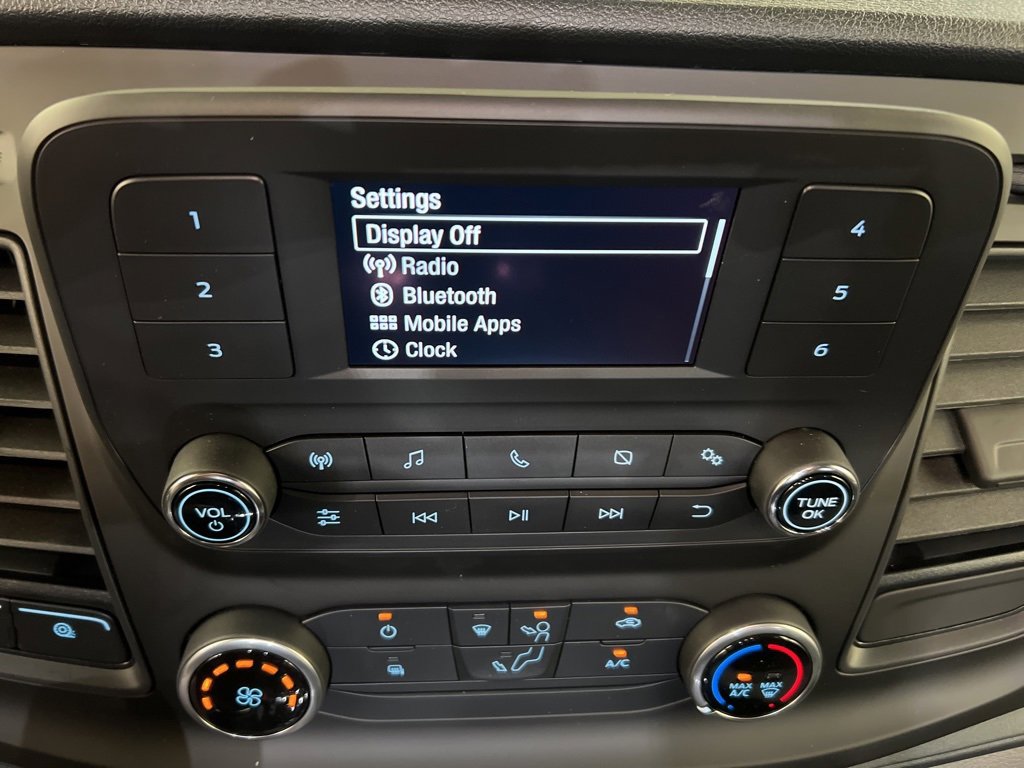 Settings
Display Off
Radio
Bluetooth
Mobile Apps
Clock
1
2
3
4
5
6
VOL
TUNE
OK
A/C
MAX
A/C
MAX